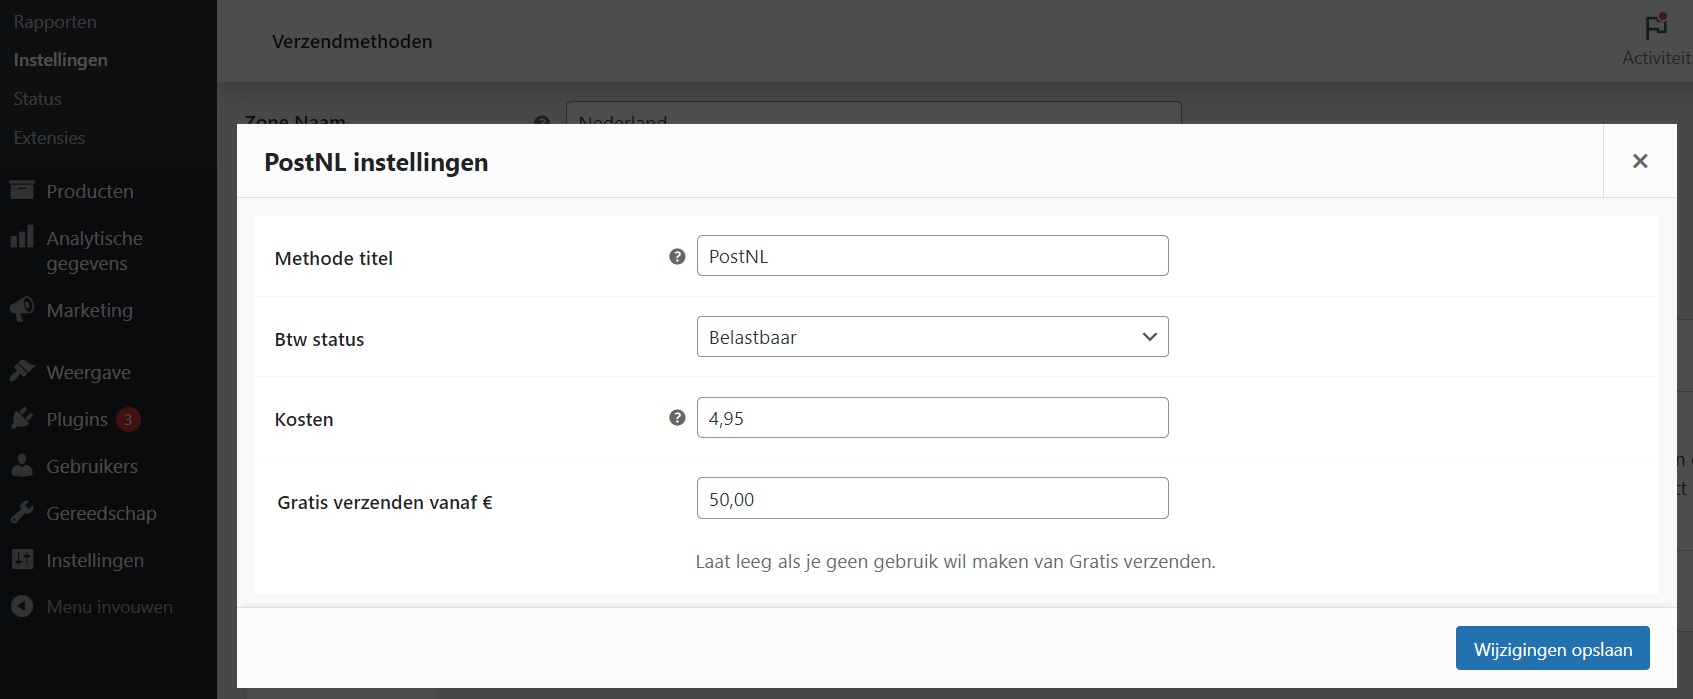 Rapporten
Instellingen
Status
Extensies
Producten
Analytische
gegevens
Marketing
Weergave
Plugins 3
Gebruikers
Gereedschap
Instellingen
Menu invouwen
Verzendmethoden
Activiteit
Zone Naam
Nederland
PostNL instellingen
Methode titel
PostNL
Btw status
Belastbaar
Kosten
4,95
Gratis verzenden vanaf €
50,00
Laat leeg als je geen gebruik wil maken van Gratis verzenden.
Wijzigingen opslaan